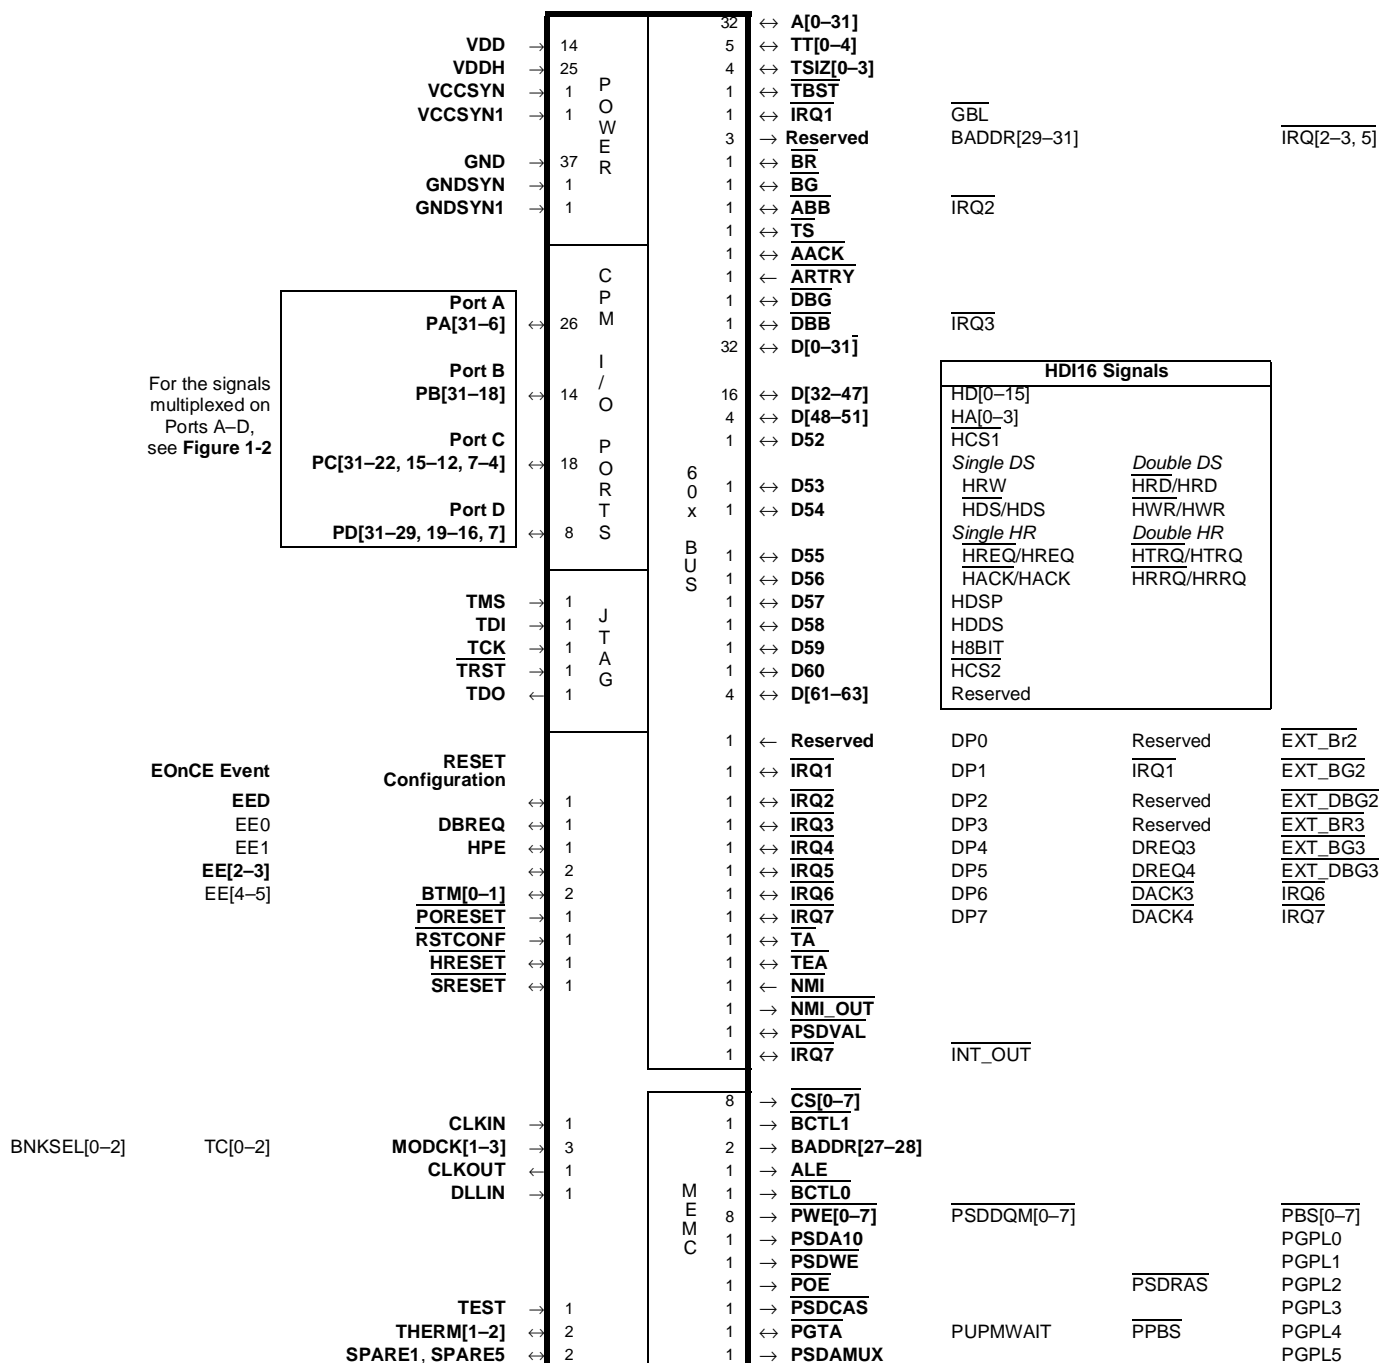 32 ↔ A[0–31]
VDD → 14 5 ↔ TT[0–4]
VDDH → 25 4 ↔ TSIZ[0–3]
VCCSYN → 1 1 ↔ TBST
VCCSYN1 → 1 1 ↔ IRQ1 GBL
3 → Reserved BADDR[29–31] IRQ[2–3, 5]
GND → 37 1 ↔ BR
GNDSYN → 1 1 ↔ BG
GNDSYN1 → 1 1 ↔ ABB IRQ2
POWER
1 ↔ TS
1 ↔ AACK
1 ← ARTRY
Port A 1 ↔ DBG
PA[31–6] ↔ 26 1 ↔ DBB IRQ3
32 ↔ D[0–31]
Port B HDI16 Signals
For the signals
multiplexed on
Ports A–D,
see Figure 1-2
PB[31–18] ↔ 14 16 ↔ D[32–47] HD[0–15]
4 ↔ D[48–51] HA[0–3]
Port C 1 ↔ D52 HCS1
PC[31–22, 15–12, 7–4] ↔ 18 Single DS Double DS
1 ↔ D53 HRW HRD/HRD
Port D 1 ↔ D54 HDS/HDS HWR/HWR
PD[31–29, 19–16, 7] ↔ 8 Single HR Double HR
CPM I/O PORTS
60x BUS
1 ↔ D55 HREQ/HREQ HTRQ/HTRQ
1 ↔ D56 HACK/HACK HRRQ/HRRQ
TMS → 1 1 ↔ D57 HDSP
TDI → 1 1 ↔ D58 HDDS
TCK → 1 1 ↔ D59 H8BIT
TRST → 1 1 ↔ D60 HCS2
TDO ← 1 4 ↔ D[61–63] Reserved
JTAG
1 ← Reserved DP0 Reserved EXT_Br2
EOnCE Event RESET
Configuration 1 ↔ IRQ1 DP1 IRQ1 EXT_BG2
EED ↔ 1 1 ↔ IRQ2 DP2 Reserved EXT_DBG2
EE0 DBREQ ↔ 1 1 ↔ IRQ3 DP3 Reserved EXT_BR3
EE1 HPE ↔ 1 1 ↔ IRQ4 DP4 DREQ3 EXT_BG3
EE[2–3] ↔ 2 1 ↔ IRQ5 DP5 DREQ4 EXT_DBG3
EE[4–5] BTM[0–1] ↔ 2 1 ↔ IRQ6 DP6 DACK3 IRQ6
PORESET → 1 1 ↔ IRQ7 DP7 DACK4 IRQ7
RSTCONF → 1 1 ↔ TA
HRESET ↔ 1 1 ↔ TEA
SRESET ↔ 1 1 ← NMI
1 → NMI_OUT
1 ↔ PSDVAL
1 ↔ IRQ7 INT_OUT
8 → CS[0–7]
CLKIN → 1 1 → BCTL1
BNKSEL[0–2] TC[0–2] MODCK[1–3] → 3 2 → BADDR[27–28]
CLKOUT ← 1 1 → ALE
DLLIN → 1 1 → BCTL0
MEMC
8 → PWE[0–7] PSDDQM[0–7] PBS[0–7]
1 → PSDA10 PGPL0
1 → PSDWE PGPL1
1 → POE PSDRAS PGPL2
TEST → 1 1 → PSDCAS PGPL3
THERM[1–2] ↔ 2 1 ↔ PGTA PUPMWAIT PPBS PGPL4
SPARE1, SPARE5 ↔ 2 1 → PSDAMUX PGPL5